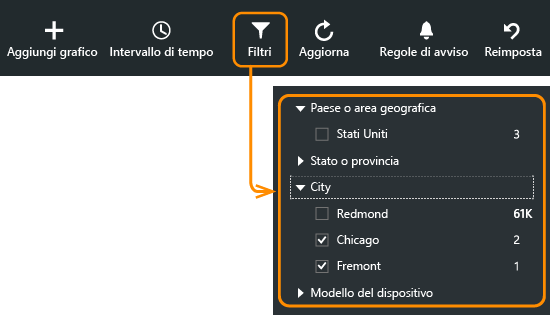 Aggiungi grafico Intervallo di tempo Filtri Aggiorna Regole di avviso Reimposta
Paese o area geografica
Stati Uniti 3
Stato o provincia
City
Redmond 61K
Chicago 2
Fremont 1
Modello del dispositivo